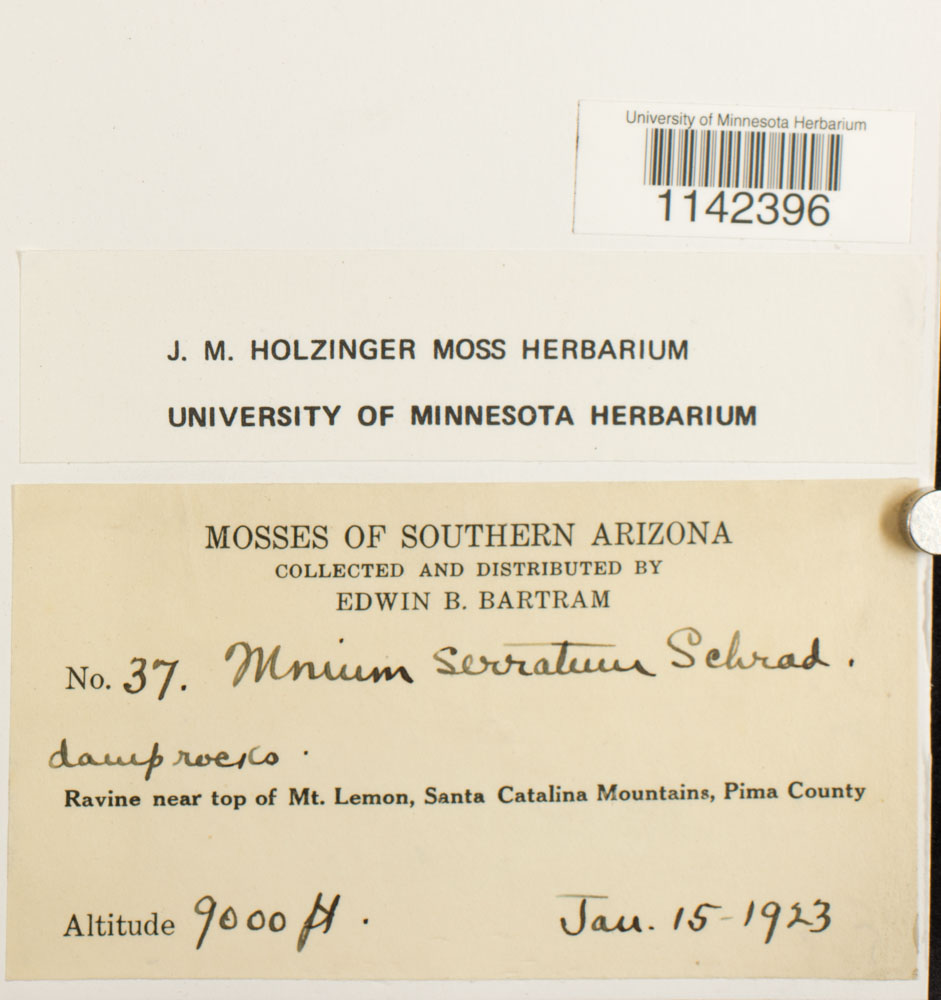 University of Minnesota Herbarium
1142396
J. M. HOLZINGER MOSS HERBARIUM
UNIVERSITY OF MINNESOTA HERBARIUM
MOSSES OF SOUTHERN ARIZONA
COLLECTED AND DISTRIBUTED BY
EDWIN B. BARTRAM
No. 37. Mnium serratum Schrad.
damp rocks.
Ravine near top of Mt. Lemon, Santa Catalina Mountains, Pima County
Altitude 9000 ft. Jan. 15-1923